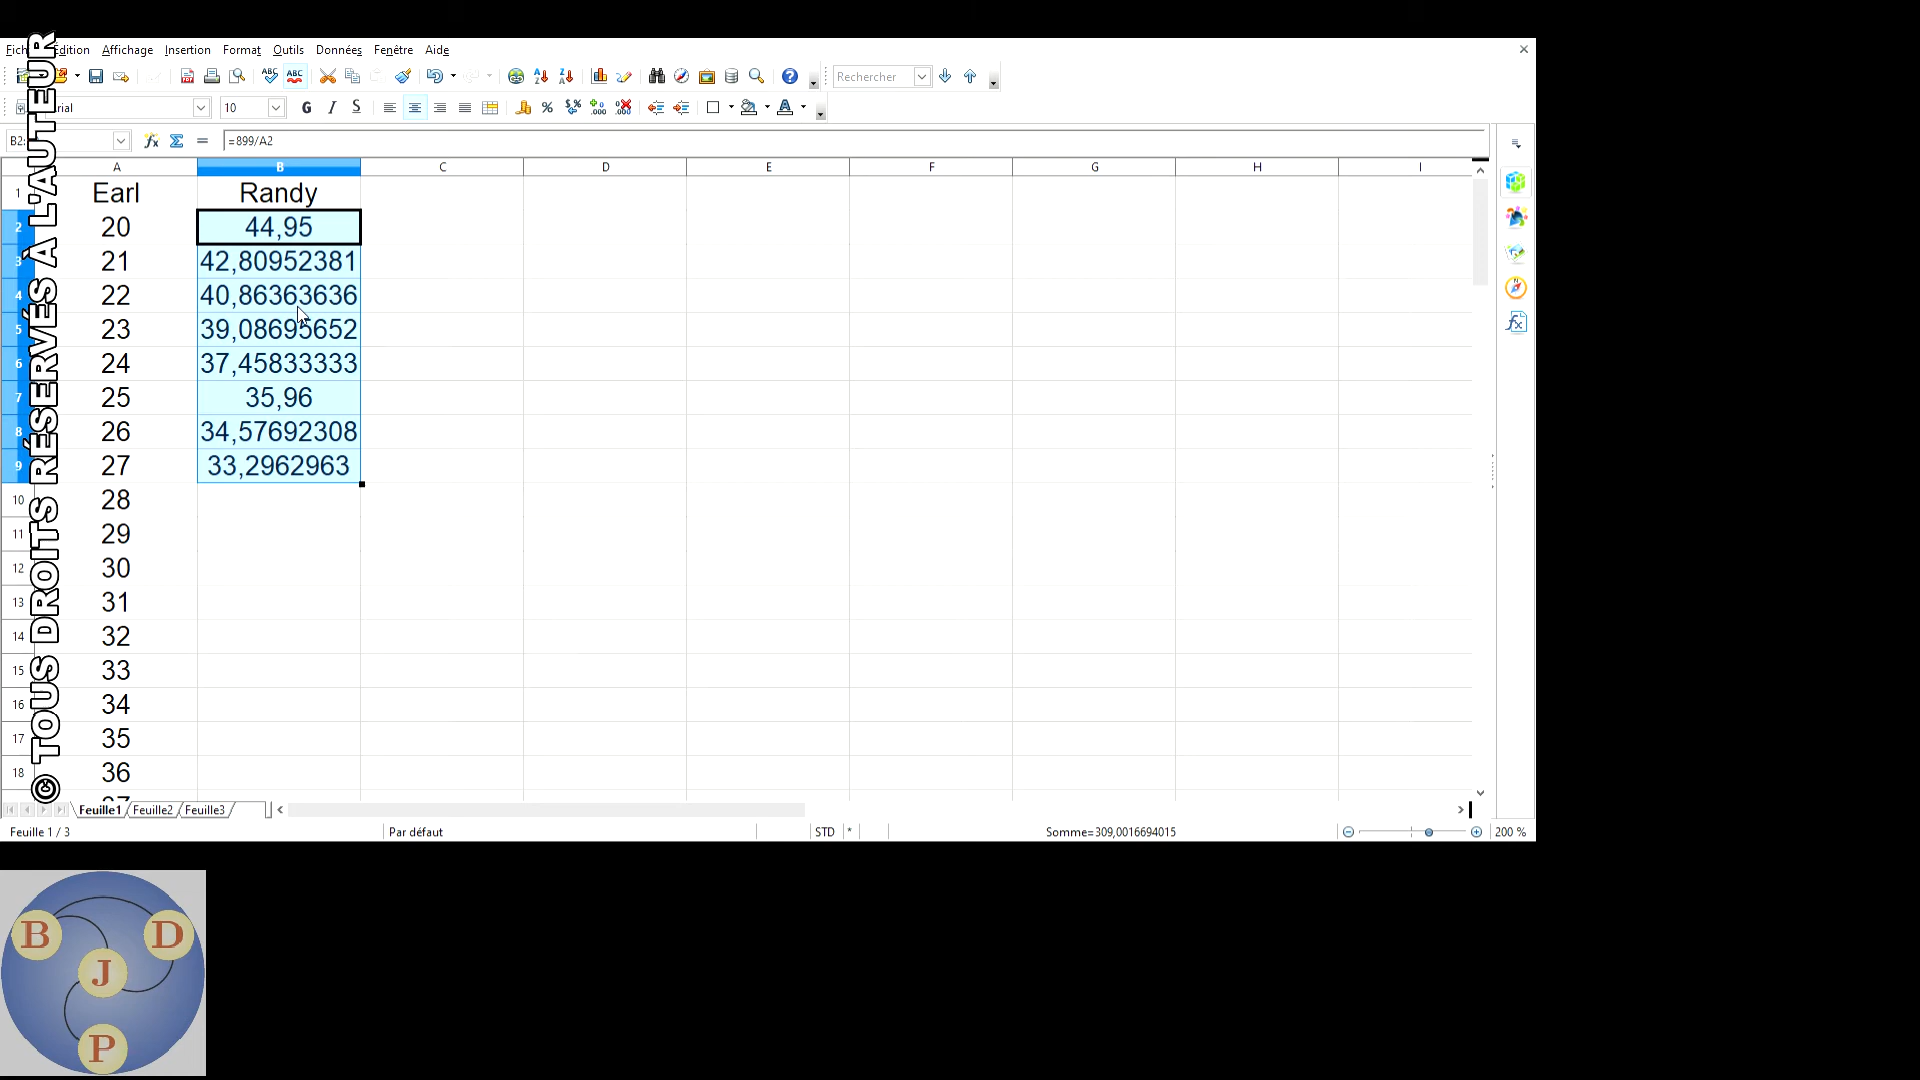 Fich Édition Affichage Insertion Format Outils Données Fenêtre Aide
Rechercher
Arial 10 G I S
B2: =899/A2
A B C D E F G H I
1 Earl Randy
2 20 44,95
3 21 42,80952381
4 22 40,86363636
5 23 39,08695652
6 24 37,45833333
7 25 35,96
8 26 34,57692308
9 27 33,2962963
10 28
11 29
12 30
13 31
14 32
15 33
16 34
17 35
18 36
Feuille1 Feuille2 Feuille3
Feuille 1 / 3 Par défaut STD * Somme=309,0016694015 200 %
© TOUS DROITS RÉSERVÉS À L'AUTEUR
B D
J
P